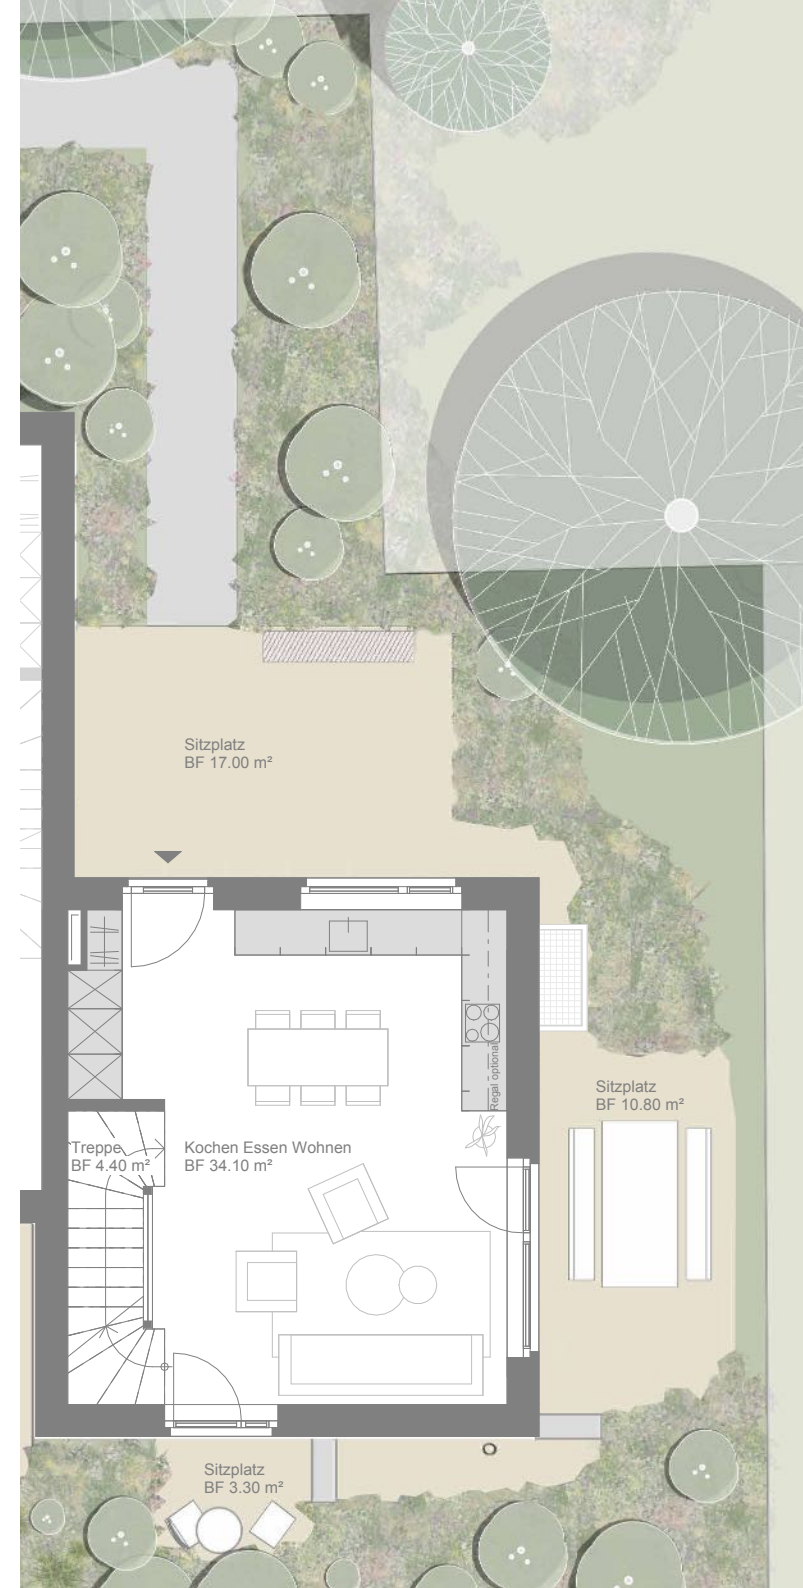 Sitzplatz
BF 17.00 m²
Regal optional
Sitzplatz
BF 10.80 m²
Treppe
BF 4.40 m²
Kochen Essen Wohnen
BF 34.10 m²
Sitzplatz
BF 3.30 m²